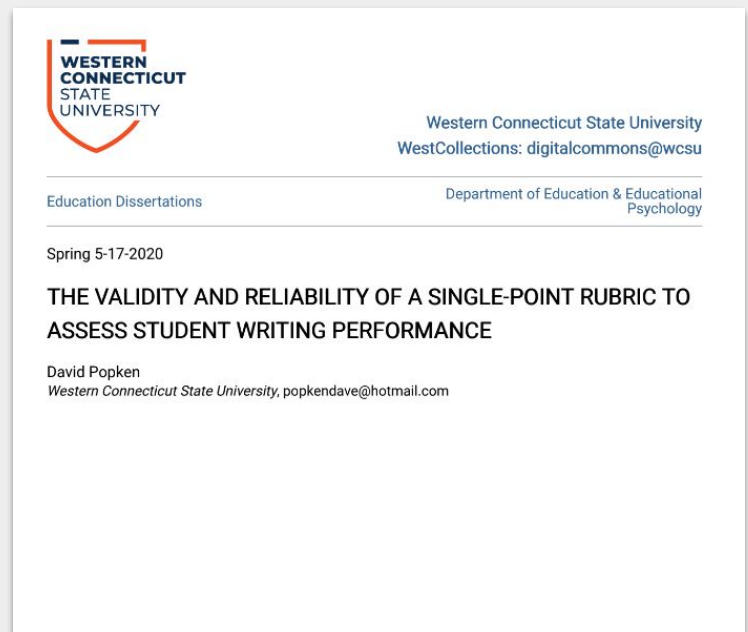 WESTERN
CONNECTICUT
STATE
UNIVERSITY
Western Connecticut State University
WestCollections: digitalcommons@wcsu
Education Dissertations
Department of Education & Educational
Psychology
Spring 5-17-2020
THE VALIDITY AND RELIABILITY OF A SINGLE-POINT RUBRIC TO
ASSESS STUDENT WRITING PERFORMANCE
David Popken
Western Connecticut State University, popkendave@hotmail.com